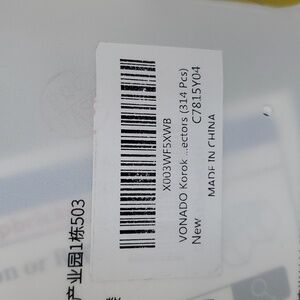 X003WF5XWB
VONADO Korok ...ectors (314 Pcs)
New
C7815Y04
MADE IN CHINA
产业园1栋503